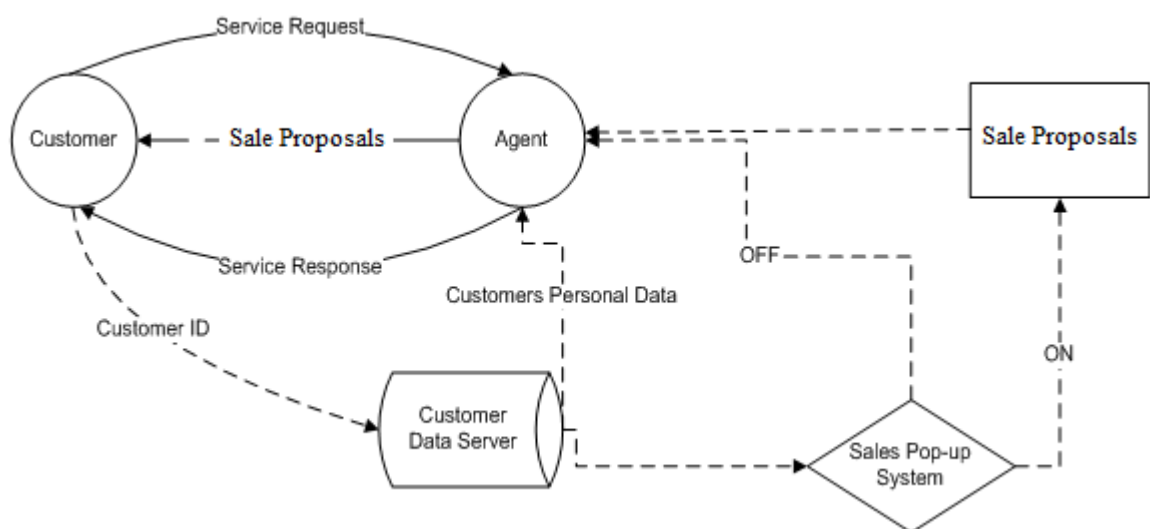 Service Request
Customer
Sale Proposals
Agent
Sale Proposals
OFF
Service Response
Customers Personal Data
Customer ID
ON
Customer
Data Server
Sales Pop-up
System